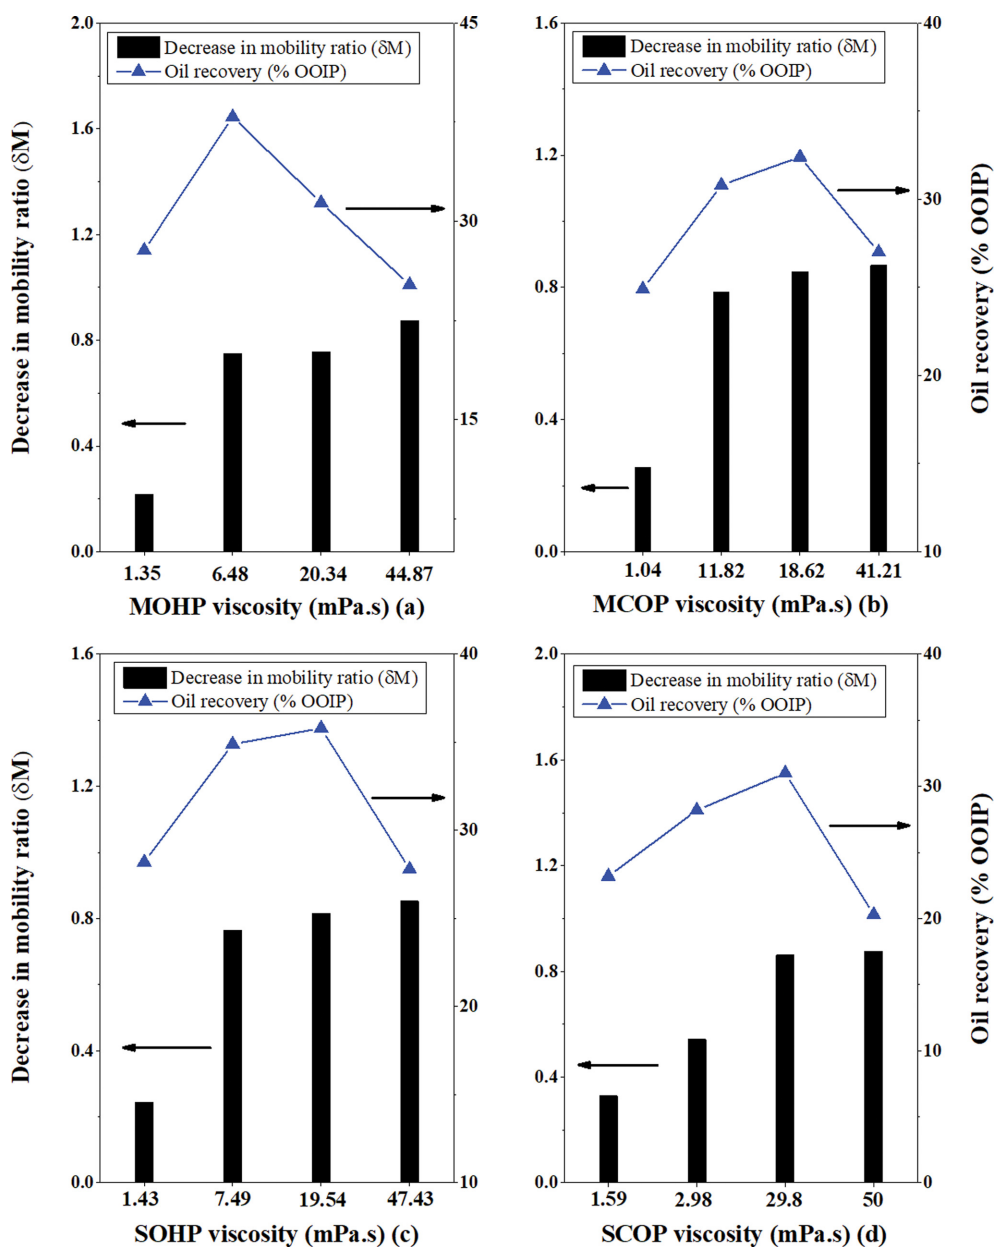 2.0
1.6
1.2
0.8
0.4
0.0
Decrease in mobility ratio (δM)
Decrease in mobility ratio (δM)
Oil recovery (% OOIP)
45
30
15
1.35 6.48 20.34 44.87
MOHP viscosity (mPa.s) (a)
1.6
1.2
0.8
0.4
0.0
Decrease in mobility ratio (δM)
Oil recovery (% OOIP)
40
30
20
10
Oil recovery (% OOIP)
1.04 11.82 18.62 41.21
MCOP viscosity (mPa.s) (b)
1.6
1.2
0.8
0.4
0.0
Decrease in mobility ratio (δM)
Decrease in mobility ratio (δM)
Oil recovery (% OOIP)
40
30
20
10
1.43 7.49 19.54 47.43
SOHP viscosity (mPa.s) (c)
2.0
1.6
1.2
0.8
0.4
0.0
Decrease in mobility ratio (δM)
Oil recovery (% OOIP)
40
30
20
10
0
Oil recovery (% OOIP)
1.59 2.98 29.8 50
SCOP viscosity (mPa.s) (d)